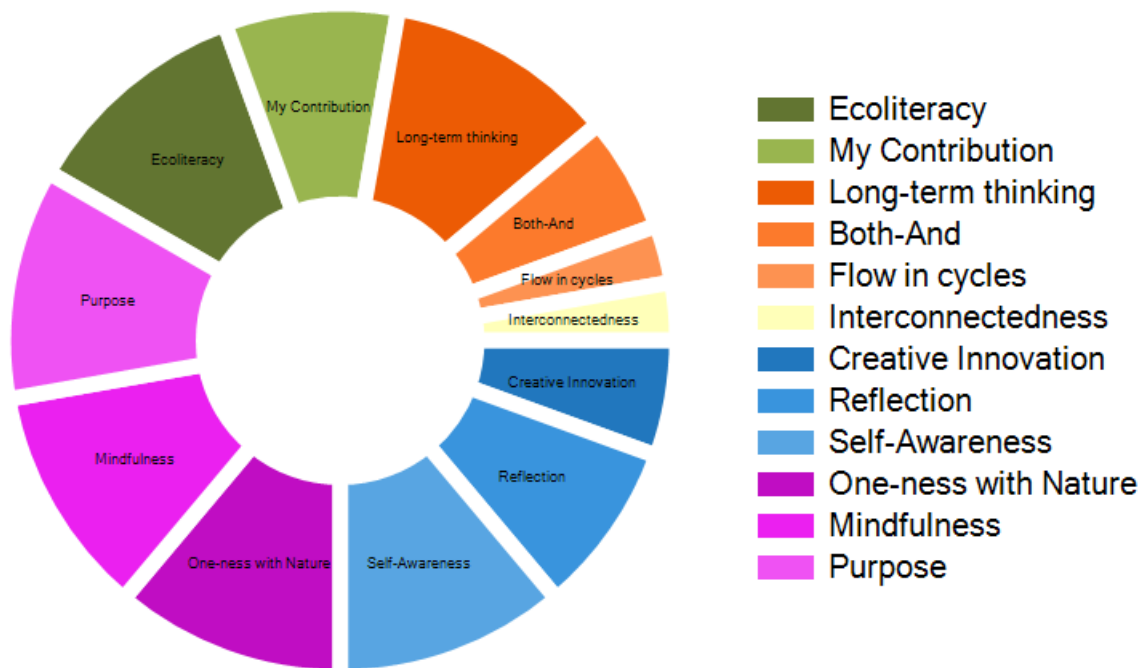 My Contribution
Long-term thinking
Ecoliteracy
Both-And
Flow in cycles
Purpose
Interconnectedness
Creative Innovation
Mindfulness
Reflection
One-ness with Nature
Self-Awareness
Ecoliteracy
My Contribution
Long-term thinking
Both-And
Flow in cycles
Interconnectedness
Creative Innovation
Reflection
Self-Awareness
One-ness with Nature
Mindfulness
Purpose